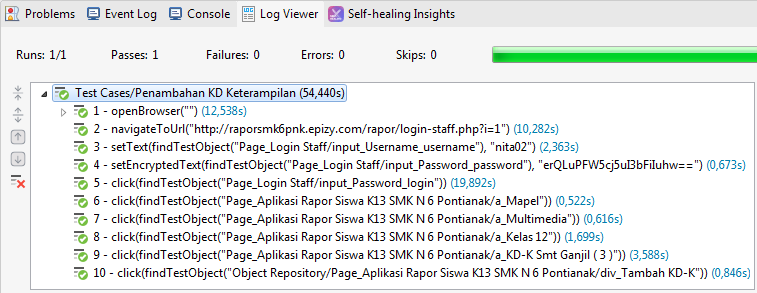 Problems Event Log Console Log Viewer Self-healing Insights
Runs: 1/1 Passes: 1 Failures: 0 Errors: 0 Skips: 0
Test Cases/Penambahan KD Keterampilan (54,440s)
1 - openBrowser("") (12,538s)
2 - navigateToUrl("http://raporsmk6pnk.epizy.com/rapor/login-staff.php?i=1") (10,282s)
3 - setText(findTestObject("Page_Login Staff/input_Username_username"), "nita02") (2,363s)
4 - setEncryptedText(findTestObject("Page_Login Staff/input_Password_password"), "erQLuPFW5cj5uI3bFiIuhw==") (0,673s)
5 - click(findTestObject("Page_Login Staff/input_Password_login")) (19,892s)
6 - click(findTestObject("Page_Aplikasi Rapor Siswa K13 SMK N 6 Pontianak/a_Mapel")) (0,522s)
7 - click(findTestObject("Page_Aplikasi Rapor Siswa K13 SMK N 6 Pontianak/a_Multimedia")) (0,616s)
8 - click(findTestObject("Page_Aplikasi Rapor Siswa K13 SMK N 6 Pontianak/a_Kelas 12")) (1,699s)
9 - click(findTestObject("Page_Aplikasi Rapor Siswa K13 SMK N 6 Pontianak/a_KD-K Smt Ganjil ( 3 )")) (3,588s)
10 - click(findTestObject("Object Repository/Page_Aplikasi Rapor Siswa K13 SMK N 6 Pontianak/div_Tambah KD-K")) (0,846s)